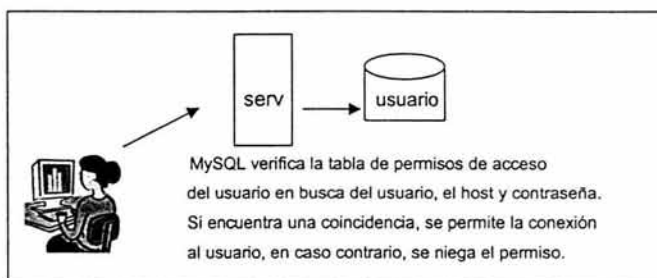 serv
usuario
MySQL verifica la tabla de permisos de acceso
del usuario en busca del usuario, el host y contraseña.
Si encuentra una coincidencia, se permite la conexión
al usuario, en caso contrario, se niega el permiso.